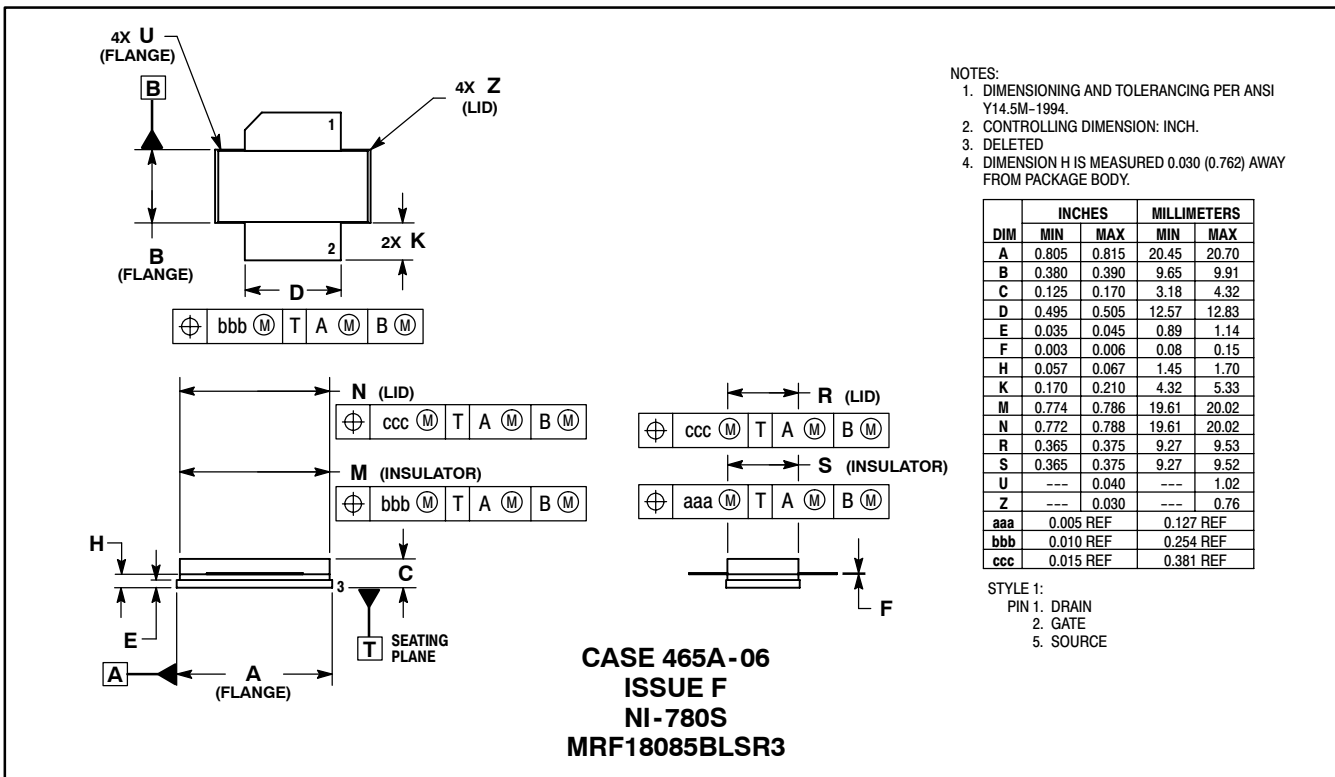 4X U
(FLANGE)
B
4X Z
(LID)
1
B
(FLANGE)
2X K
2
D
⌖ bbb Ⓜ T A Ⓜ B Ⓜ
N (LID)
⌖ ccc Ⓜ T A Ⓜ B Ⓜ
M (INSULATOR)
⌖ bbb Ⓜ T A Ⓜ B Ⓜ
R (LID)
⌖ ccc Ⓜ T A Ⓜ B Ⓜ
S (INSULATOR)
⌖ aaa Ⓜ T A Ⓜ B Ⓜ
H
C
3
E
F
A
A
(FLANGE)
T SEATING
PLANE
CASE 465A-06
ISSUE F
NI-780S
MRF18085BLSR3
NOTES:
1. DIMENSIONING AND TOLERANCING PER ANSI
Y14.5M-1994.
2. CONTROLLING DIMENSION: INCH.
3. DELETED
4. DIMENSION H IS MEASURED 0.030 (0.762) AWAY
FROM PACKAGE BODY.
INCHES MILLIMETERS
DIM MIN MAX MIN MAX
A 0.805 0.815 20.45 20.70
B 0.380 0.390 9.65 9.91
C 0.125 0.170 3.18 4.32
D 0.495 0.505 12.57 12.83
E 0.035 0.045 0.89 1.14
F 0.003 0.006 0.08 0.15
H 0.057 0.067 1.45 1.70
K 0.170 0.210 4.32 5.33
M 0.774 0.786 19.61 20.02
N 0.772 0.788 19.61 20.02
R 0.365 0.375 9.27 9.53
S 0.365 0.375 9.27 9.52
U --- 0.040 --- 1.02
Z --- 0.030 --- 0.76
aaa 0.005 REF 0.127 REF
bbb 0.010 REF 0.254 REF
ccc 0.015 REF 0.381 REF
STYLE 1:
PIN 1. DRAIN
2. GATE
5. SOURCE